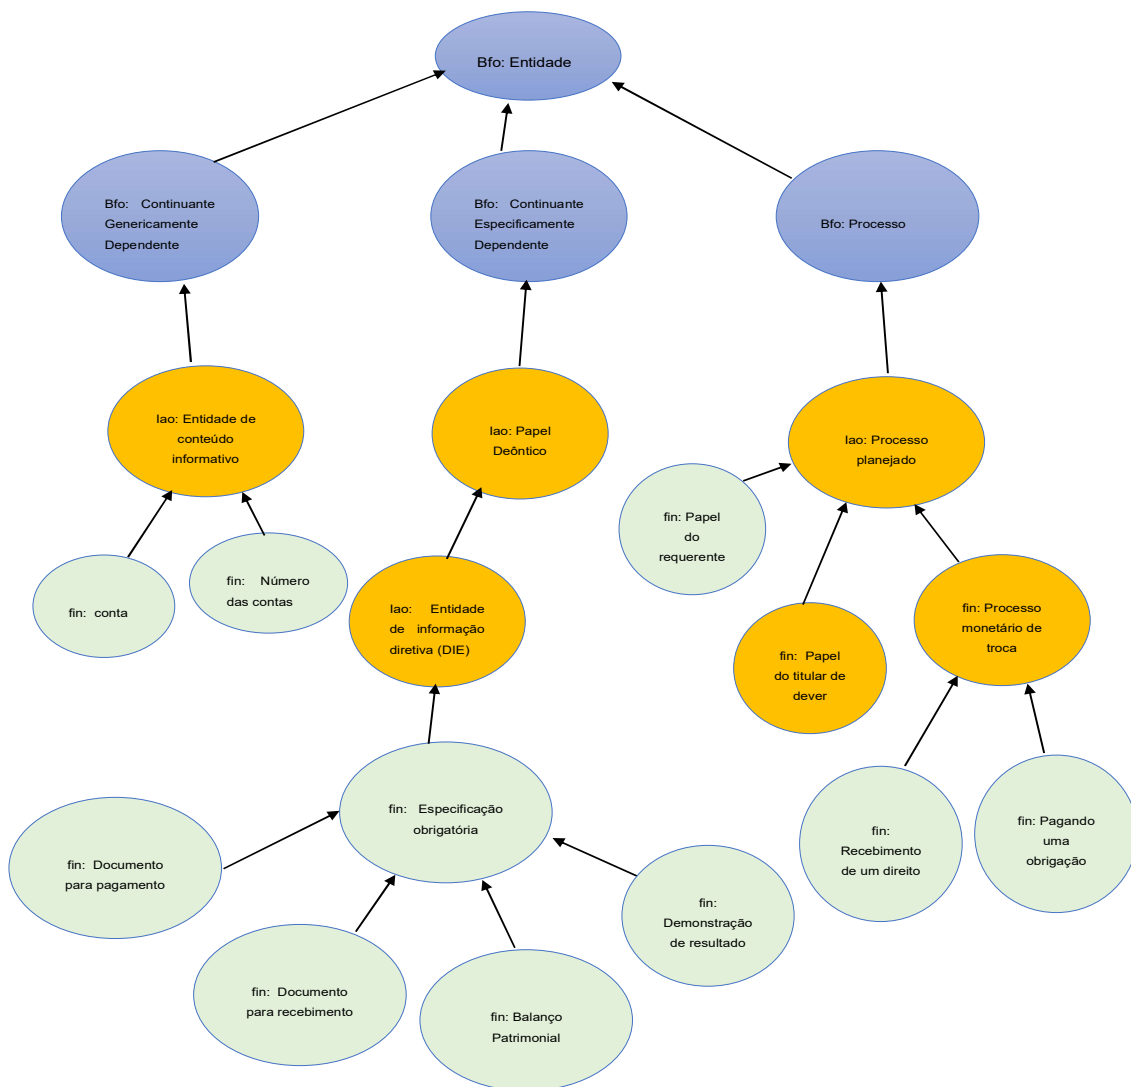 Bfo: Entidade
Bfo: Continuante
Genericamente
Dependente
Bfo: Continuante
Especificamente
Dependente
Bfo: Processo
Iao: Entidade de
conteúdo
informativo
Iao: Papel
Deôntico
Iao: Processo
planejado
fin: Papel
do
requerente
fin: conta
fin: Número
das contas
Iao: Entidade
de informação
diretiva (DIE)
fin: Papel
do titular de
dever
fin: Processo
monetário de
troca
fin: Especificação
obrigatória
fin: Documento
para pagamento
fin:
Demonstração
de resultado
fin:
Recebimento
de um direito
fin: Pagando
uma
obrigação
fin: Documento
para recebimento
fin: Balanço
Patrimonial